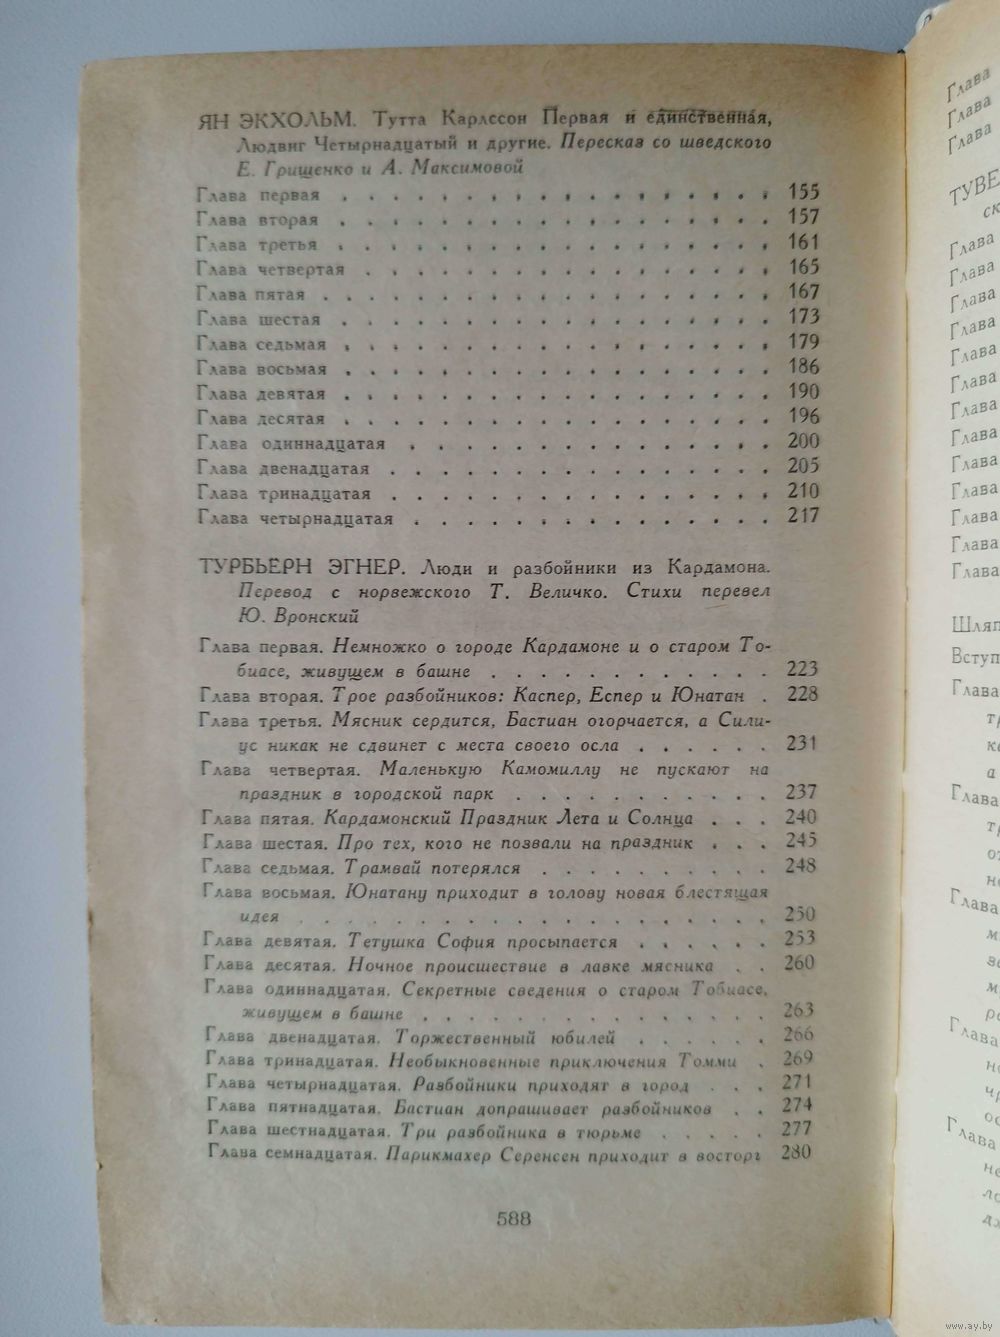 ЯН ЭКХОЛЬМ. Тутта Карлссон Первая и единственная,
Людвиг Четырнадцатый и другие. Пересказ со шведского
Е. Грищенко и А. Максимовой
Глава первая . . . . . . . . . . . . . . . . . . 155
Глава вторая . . . . . . . . . . . . . . . . . . 157
Глава третья . . . . . . . . . . . . . . . . . . 161
Глава четвертая . . . . . . . . . . . . . . . . . 165
Глава пятая . . . . . . . . . . . . . . . . . . 167
Глава шестая . . . . . . . . . . . . . . . . . . 173
Глава седьмая . . . . . . . . . . . . . . . . . . 179
Глава восьмая . . . . . . . . . . . . . . . . . . 186
Глава девятая . . . . . . . . . . . . . . . . . . 190
Глава десятая . . . . . . . . . . . . . . . . . . 196
Глава одиннадцатая . . . . . . . . . . . . . . . 200
Глава двенадцатая . . . . . . . . . . . . . . . . 205
Глава тринадцатая . . . . . . . . . . . . . . . . 210
Глава четырнадцатая . . . . . . . . . . . . . . . 217
ТУРБЬЁРН ЭГНЕР. Люди и разбойники из Кардамона.
Перевод с норвежского Т. Величко. Стихи перевел
Ю. Вронский
Глава первая. Немножко о городе Кардамоне и о старом То-
биасе, живущем в башне . . . . . . . . . . . . 223
Глава вторая. Трое разбойников: Каспер, Еспер и Юнатан . 228
Глава третья. Мясник сердится, Бастиан огорчается, а Сили-
ус никак не сдвинет с места своего осла . . . . . . 231
Глава четвертая. Маленькую Камомиллу не пускают на
праздник в городской парк . . . . . . . . . . . 237
Глава пятая. Кардамонский Праздник Лета и Солнца . . . 240
Глава шестая. Про тех, кого не позвали на праздник . . . 245
Глава седьмая. Трамвай потерялся . . . . . . . . . . 248
Глава восьмая. Юнатану приходит в голову новая блестящая
идея . . . . . . . . . . . . . . . . . . . . 250
Глава девятая. Тетушка София просыпается . . . . . . 253
Глава десятая. Ночное происшествие в лавке мясника . . 260
Глава одиннадцатая. Секретные сведения о старом Тобиасе,
живущем в башне . . . . . . . . . . . . . . . 263
Глава двенадцатая. Торжественный юбилей . . . . . . 266
Глава тринадцатая. Необыкновенные приключения Томми . 269
Глава четырнадцатая. Разбойники приходят в город . . . 271
Глава пятнадцатая. Бастиан допрашивает разбойников . . 274
Глава шестнадцатая. Три разбойника в тюрьме . . . . . 277
Глава семнадцатая. Парикмахер Серенсен приходит в восторг 280
588
Глава
Глава
Глава
ТУВЕ
ск
Глава
Глава
Глава
Глава
Глава
Глава
Глава
Глава
Глава
Глава
Глава
Глава
Глава
Шляп
Вступ
Глава
а
Глава
Глава
Глава
Глава
www.ay.by